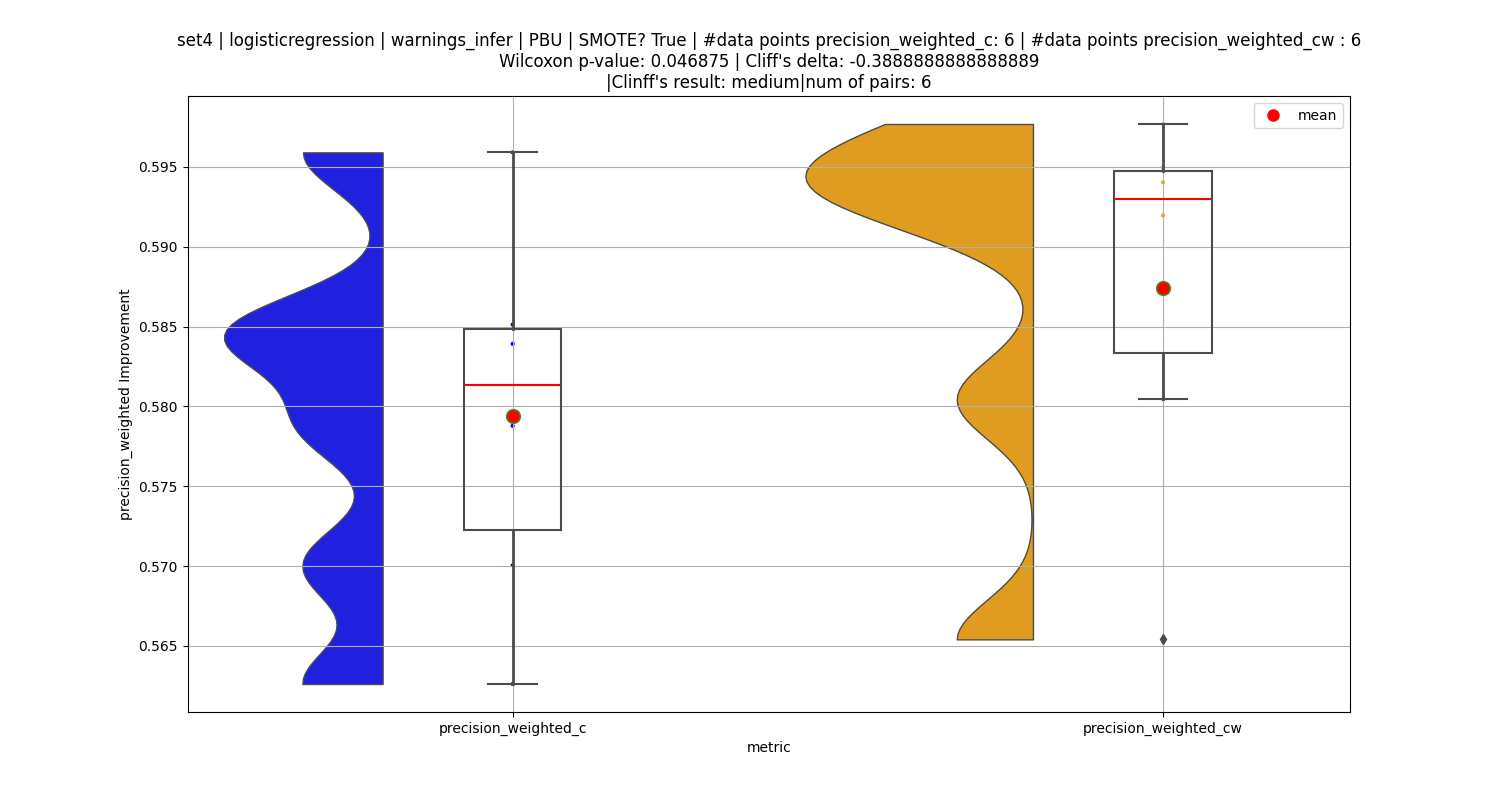 set4 | logisticregression | warnings_infer | PBU | SMOTE? True | #data points precision_weighted_c: 6 | #data points precision_weighted_cw : 6
Wilcoxon p-value: 0.046875 | Cliff's delta: -0.3888888888888889
|Clinff's result: medium|num of pairs: 6
mean
0.595
0.590
0.585
0.580
0.575
0.570
0.565
precision_weighted Improvement
precision_weighted_c
precision_weighted_cw
metric